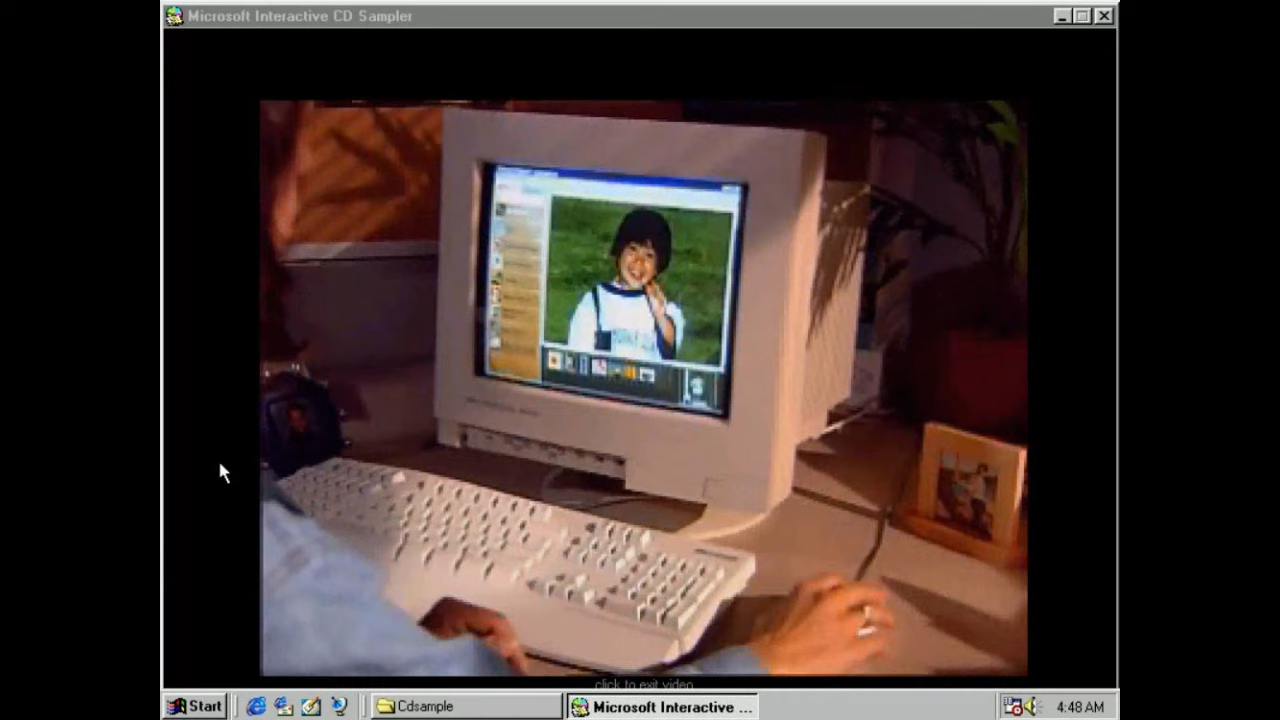 Microsoft Interactive CD Sampler
click to exit video
Start
Cdsample
Microsoft Interactive ...
4:48 AM